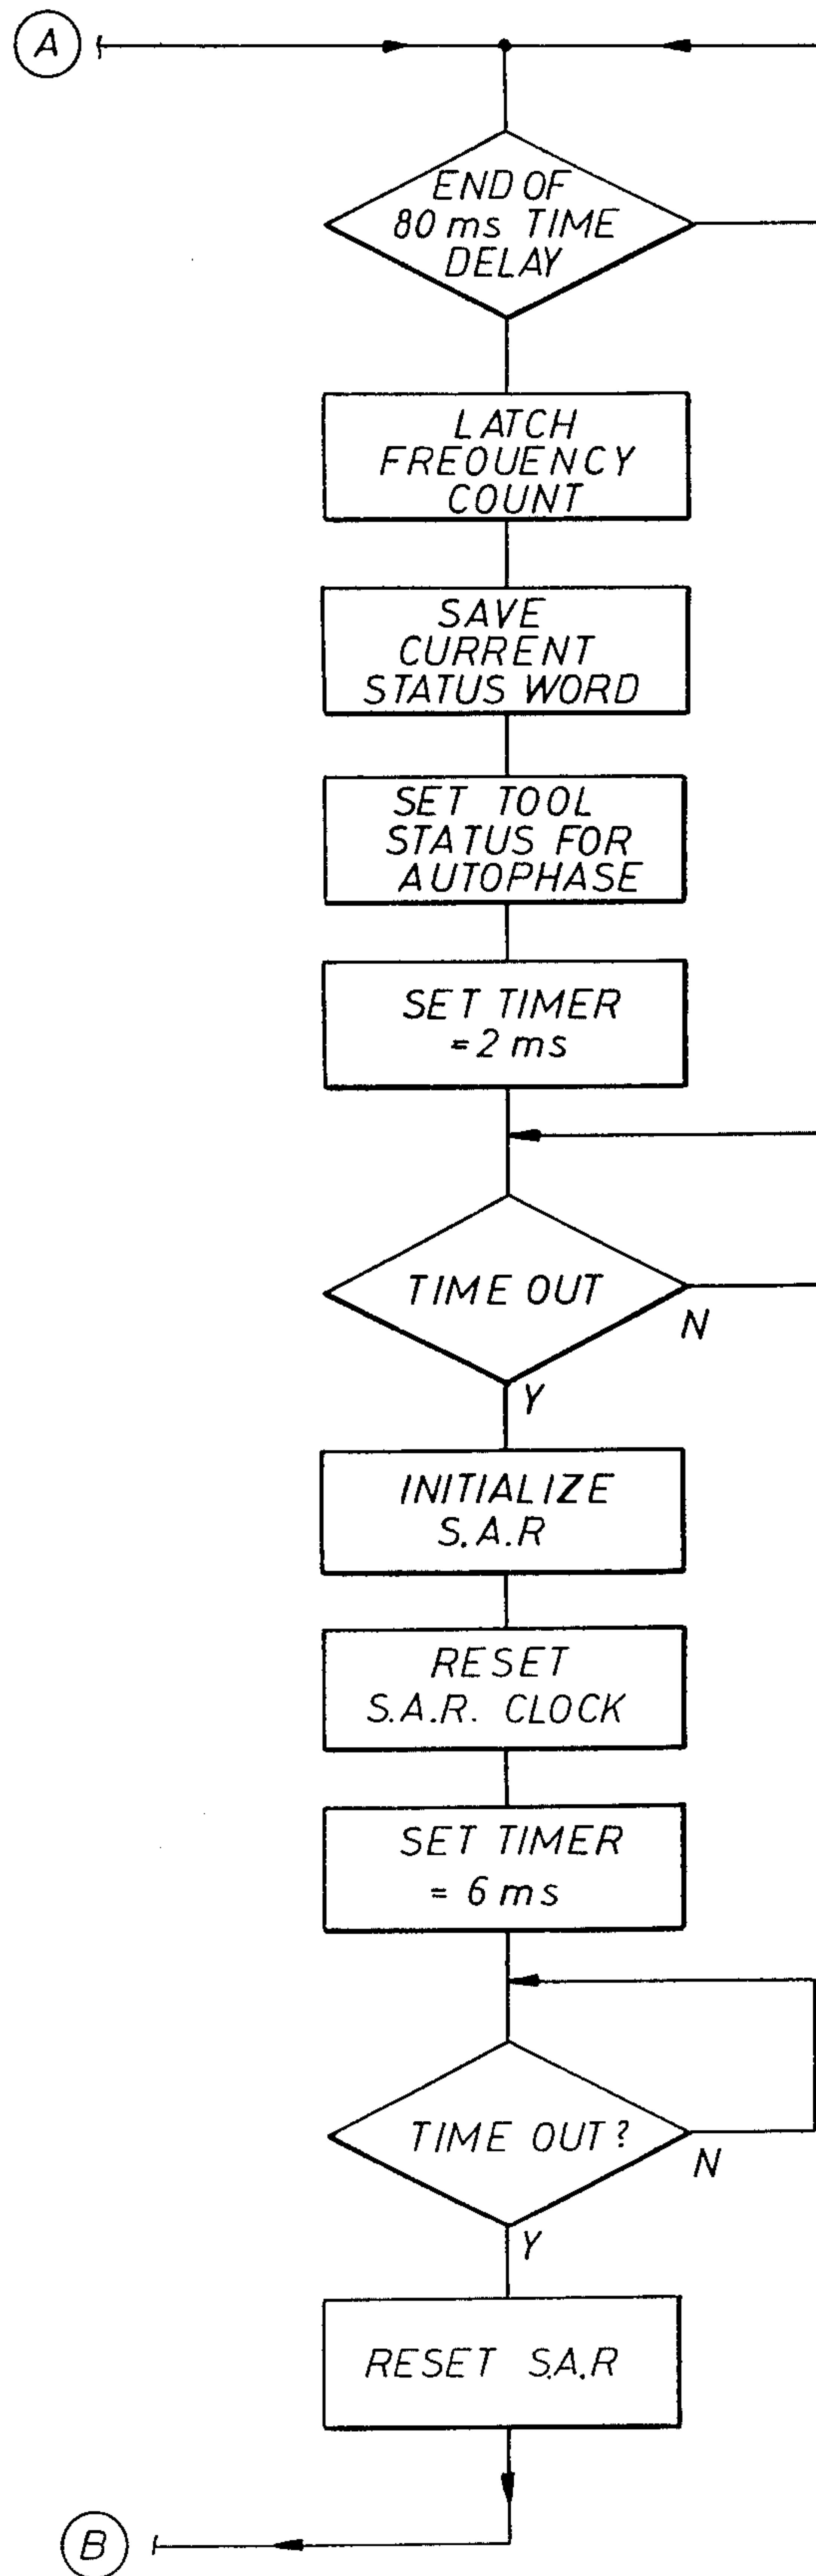 A
END OF
80 ms TIME
DELAY
LATCH
FREQUENCY
COUNT
SAVE
CURRENT
STATUS WORD
SET TOOL
STATUS FOR
AUTOPHASE
SET TIMER
= 2 ms
TIME OUT
N
Y
INITIALIZE
S.A.R
RESET
S.A.R. CLOCK
SET TIMER
= 6 ms
TIME OUT?
N
Y
RESET S.A.R
B